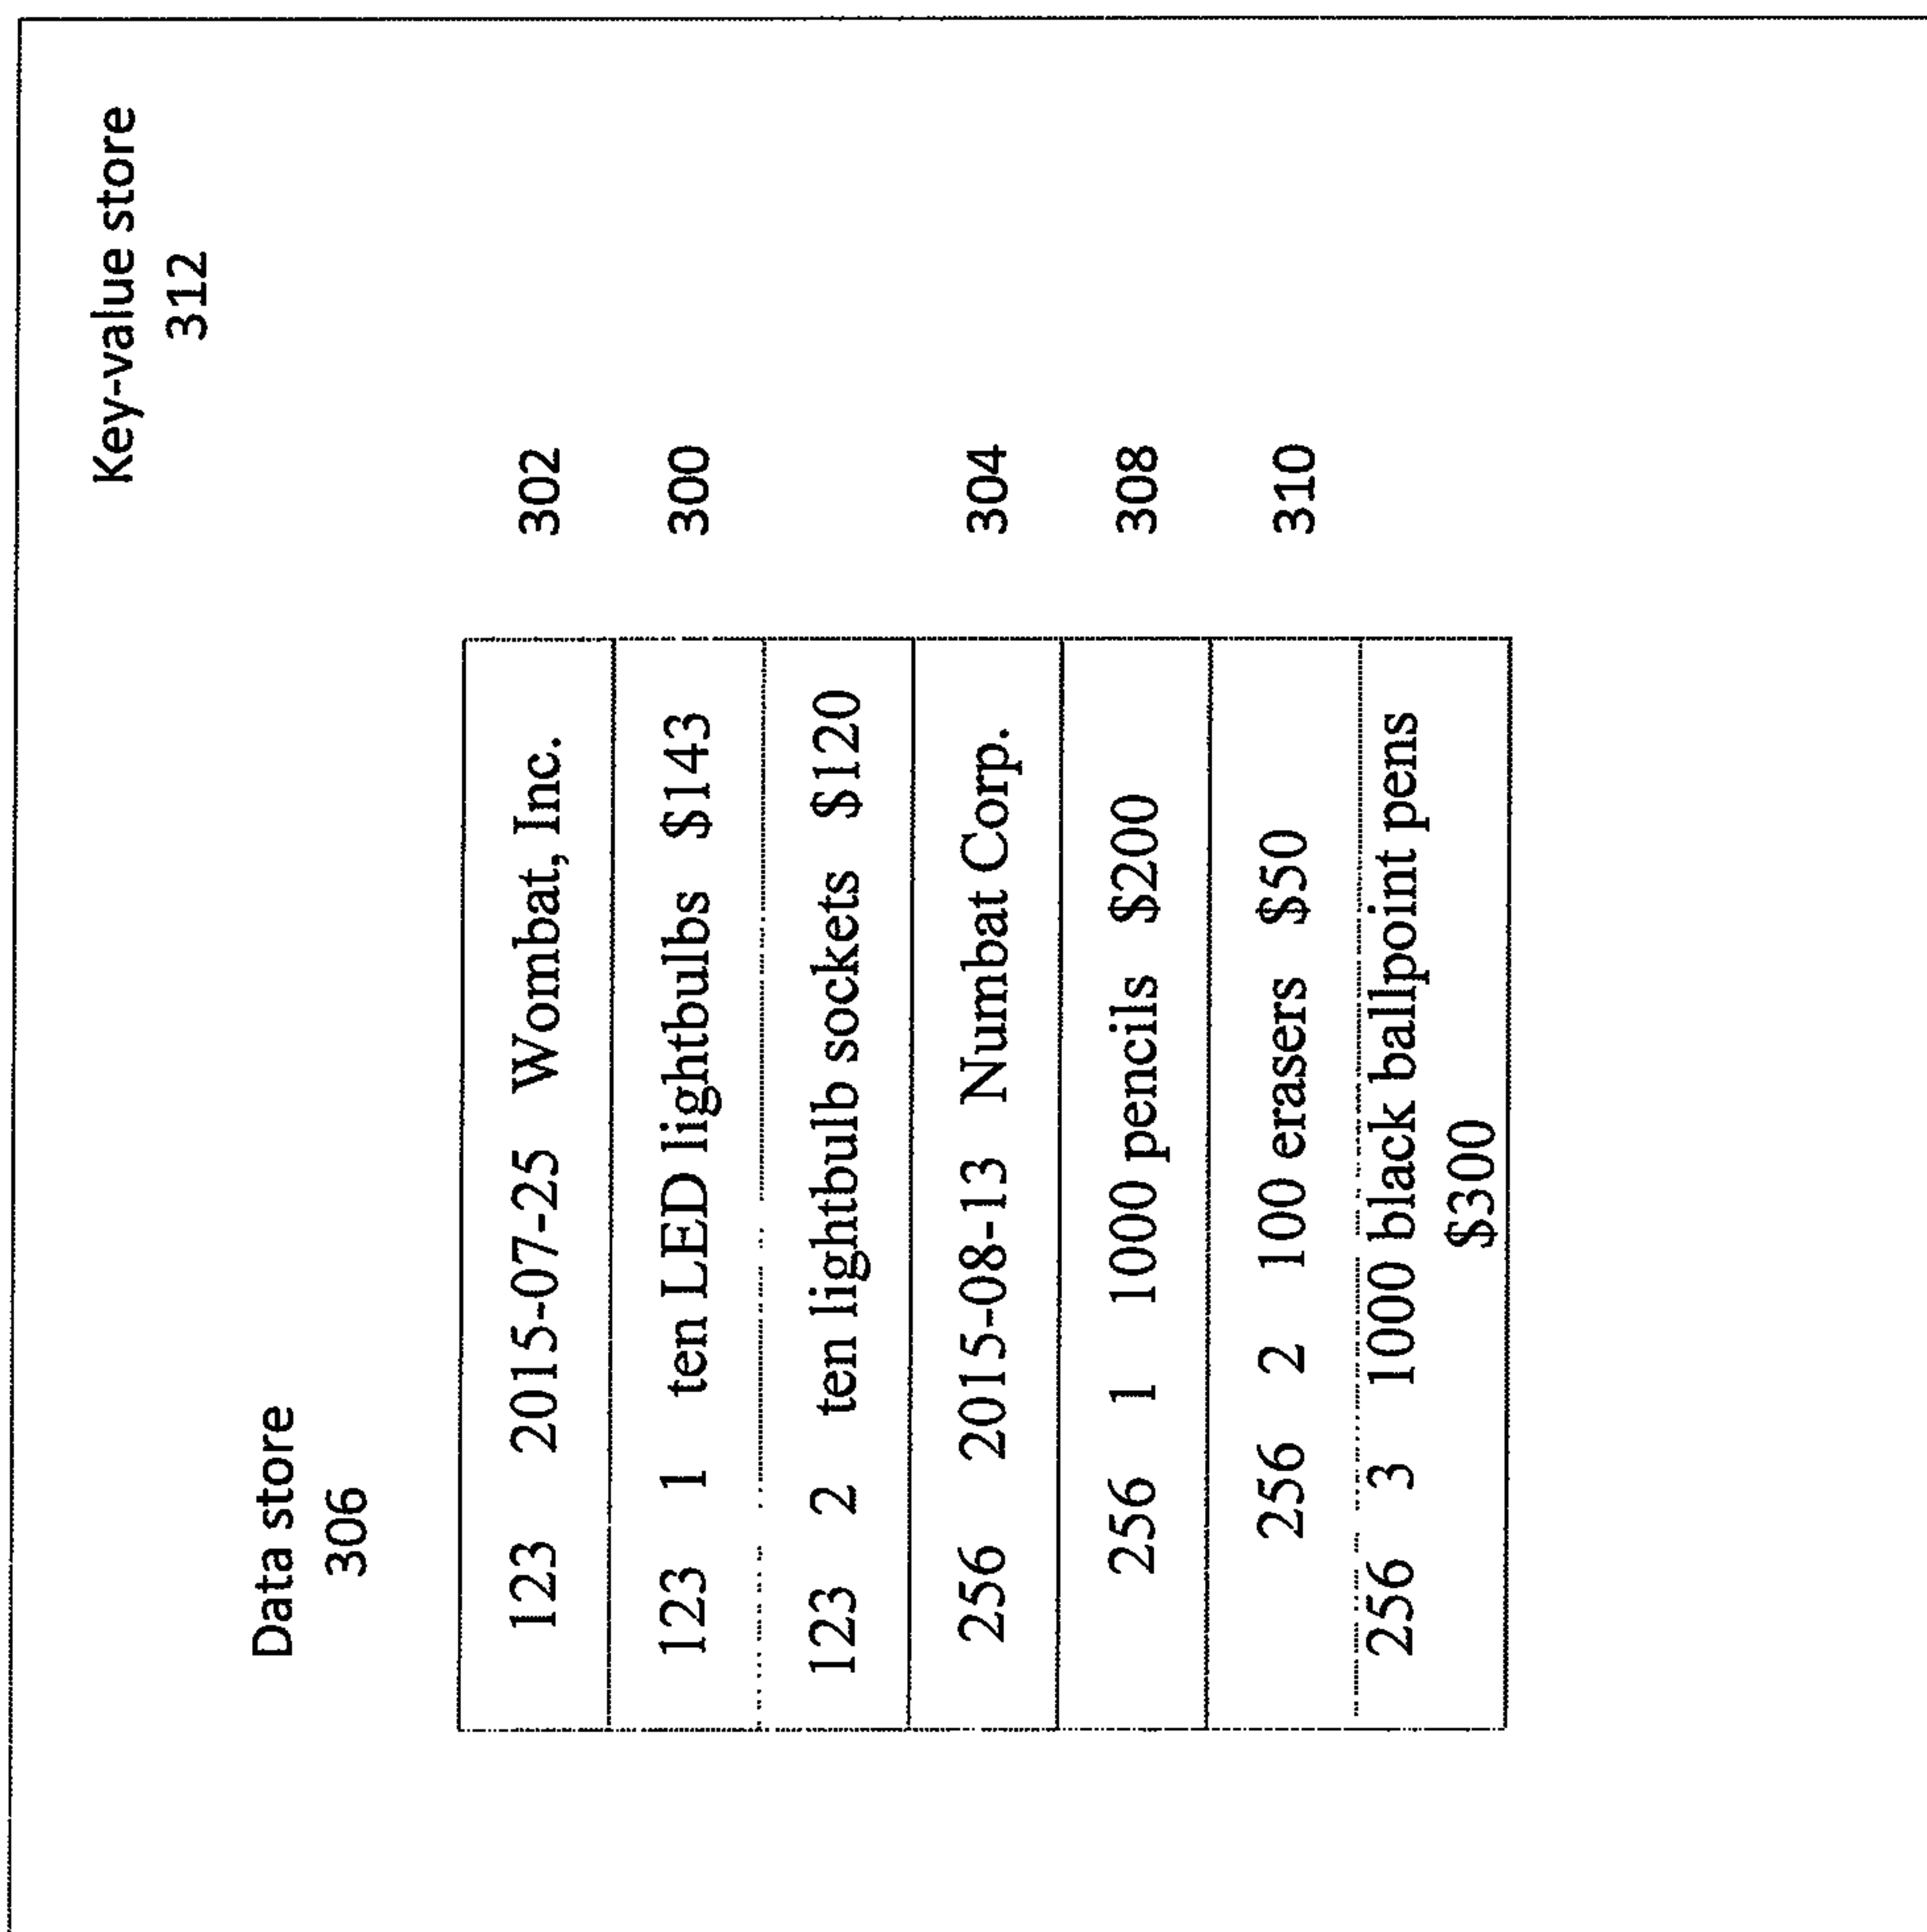 Key-value store
312
Data store
306
123 2015-07-25 Wombat, Inc. 302
123 1 ten LED lightbulbs $143 300
123 2 ten lightbulb sockets $120
256 2015-08-13 Numbat Corp. 304
256 1 1000 pencils $200 308
256 2 100 erasers $50 310
256 3 1000 black ballpoint pens
$300